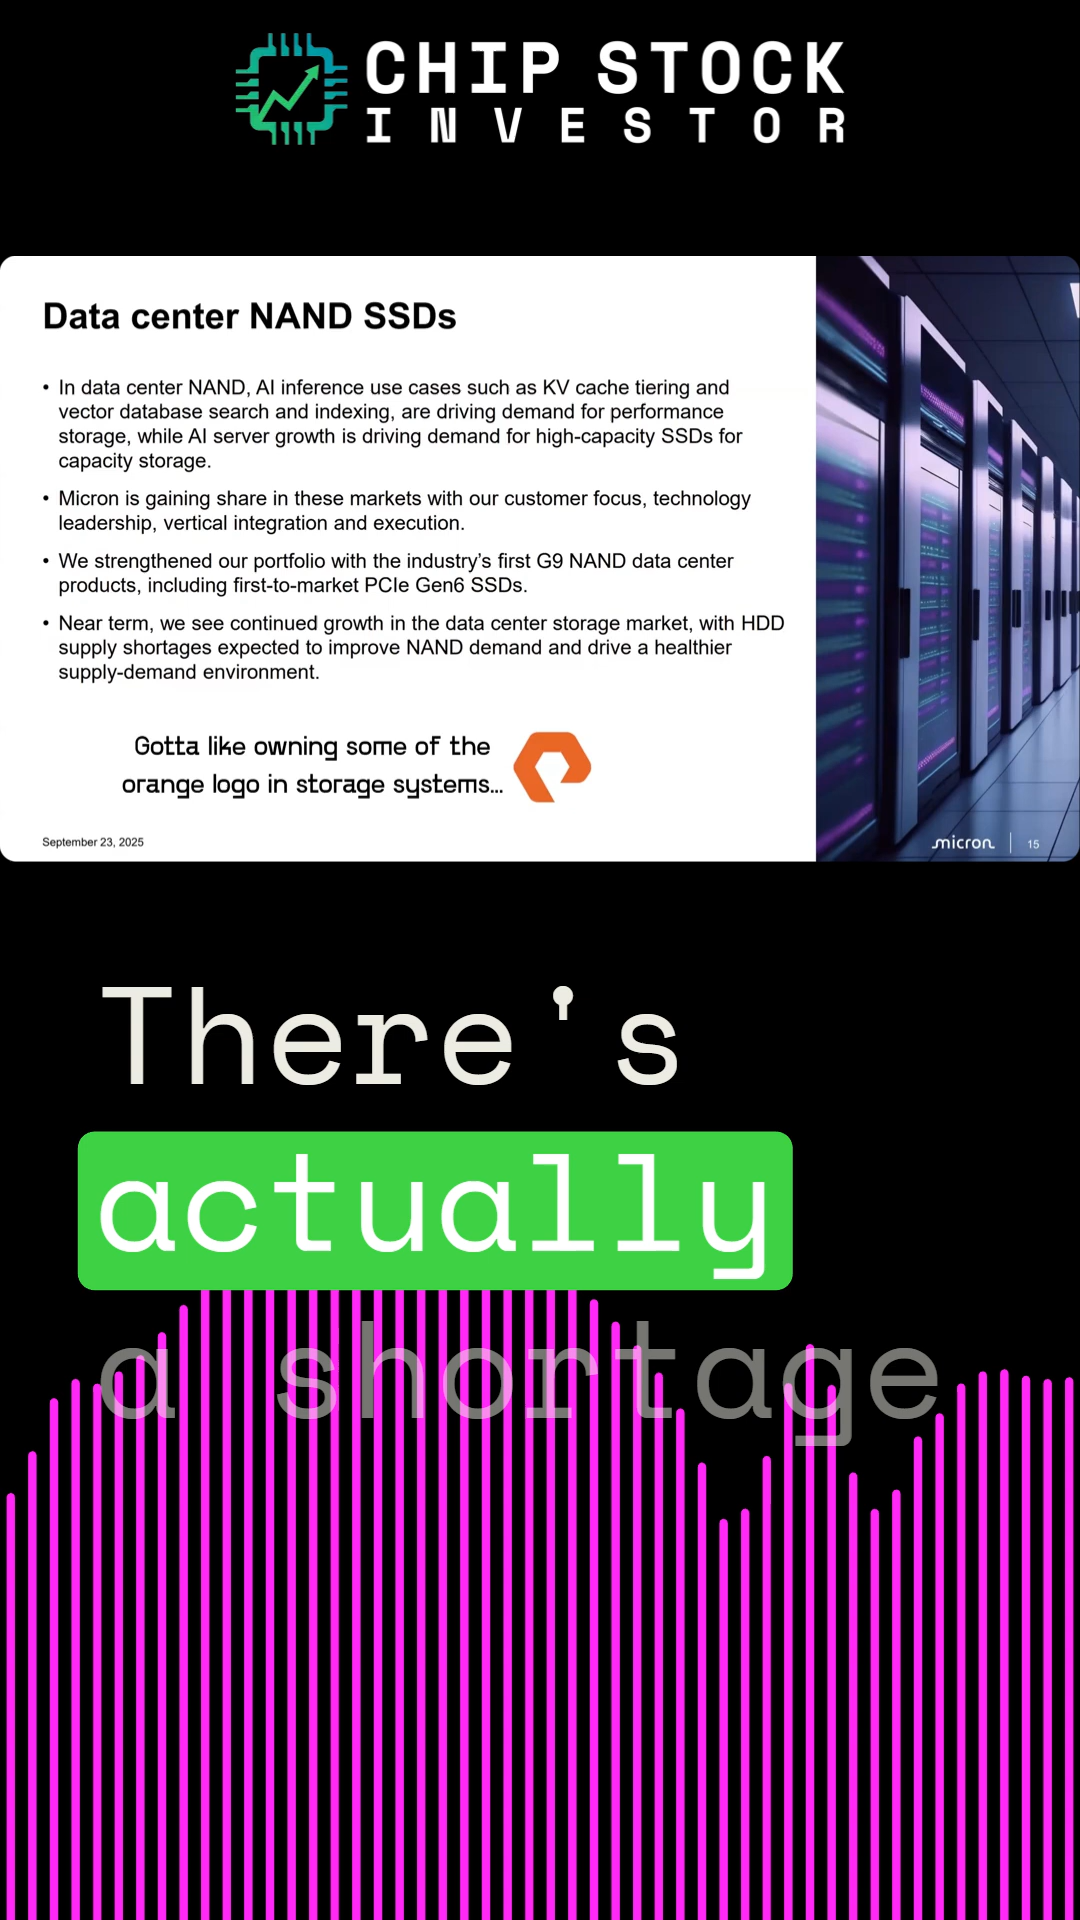 CHIP STOCK
INVESTOR
Data center NAND SSDs
• In data center NAND, AI inference use cases such as KV cache tiering and
vector database search and indexing, are driving demand for performance
storage, while AI server growth is driving demand for high-capacity SSDs for
capacity storage.
• Micron is gaining share in these markets with our customer focus, technology
leadership, vertical integration and execution.
• We strengthened our portfolio with the industry’s first G9 NAND data center
products, including first-to-market PCIe Gen6 SSDs.
• Near term, we see continued growth in the data center storage market, with HDD
supply shortages expected to improve NAND demand and drive a healthier
supply-demand environment.
Gotta like owning some of the
orange logo in storage systems...
September 23, 2025
micron 15
There's
actually
a shortage